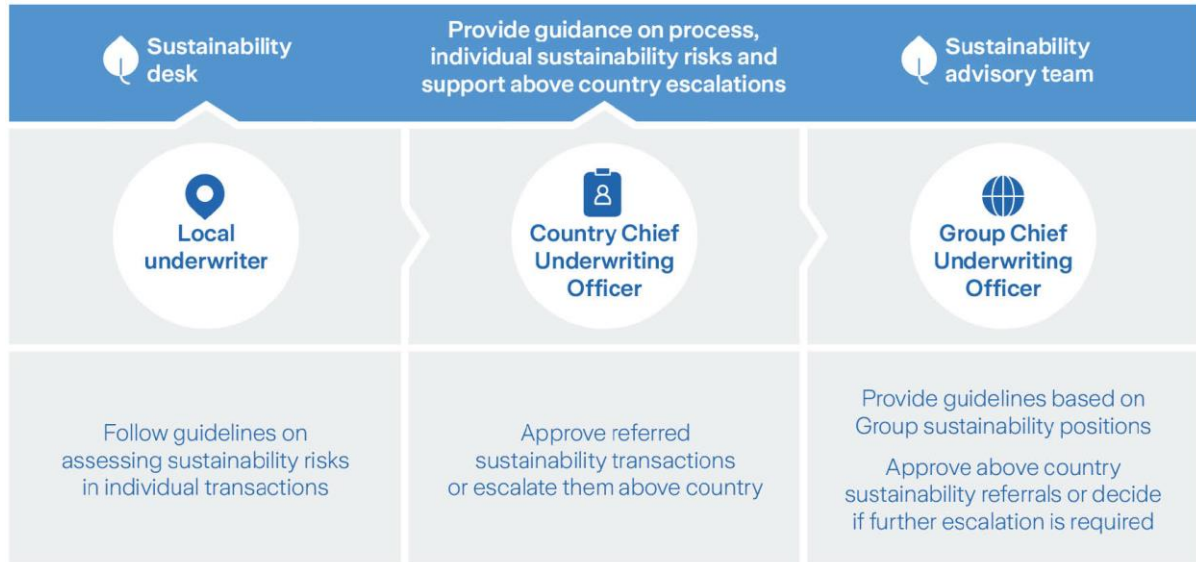 Sustainability
desk
Provide guidance on process,
individual sustainability risks and
support above country escalations
Sustainability
advisory team
Local
underwriter
Country Chief
Underwriting
Officer
Group Chief
Underwriting
Officer
Follow guidelines on
assessing sustainability risks
in individual transactions
Approve referred
sustainability transactions
or escalate them above country
Provide guidelines based on
Group sustainability positions
Approve above country
sustainability referrals or decide
if further escalation is required